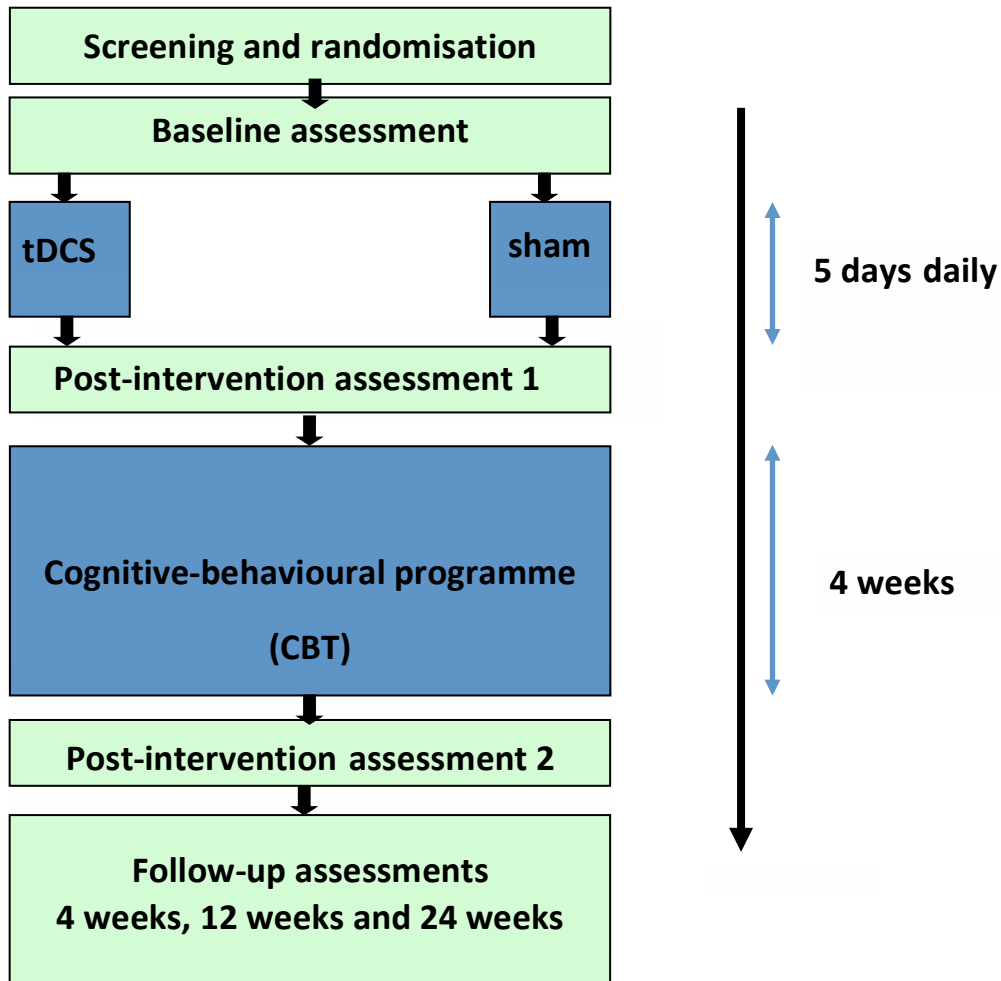 Screening and randomisation
Baseline assessment
tDCS
sham
5 days daily
Post-intervention assessment 1
Cognitive-behavioural programme
(CBT)
4 weeks
Post-intervention assessment 2
Follow-up assessments
4 weeks, 12 weeks and 24 weeks